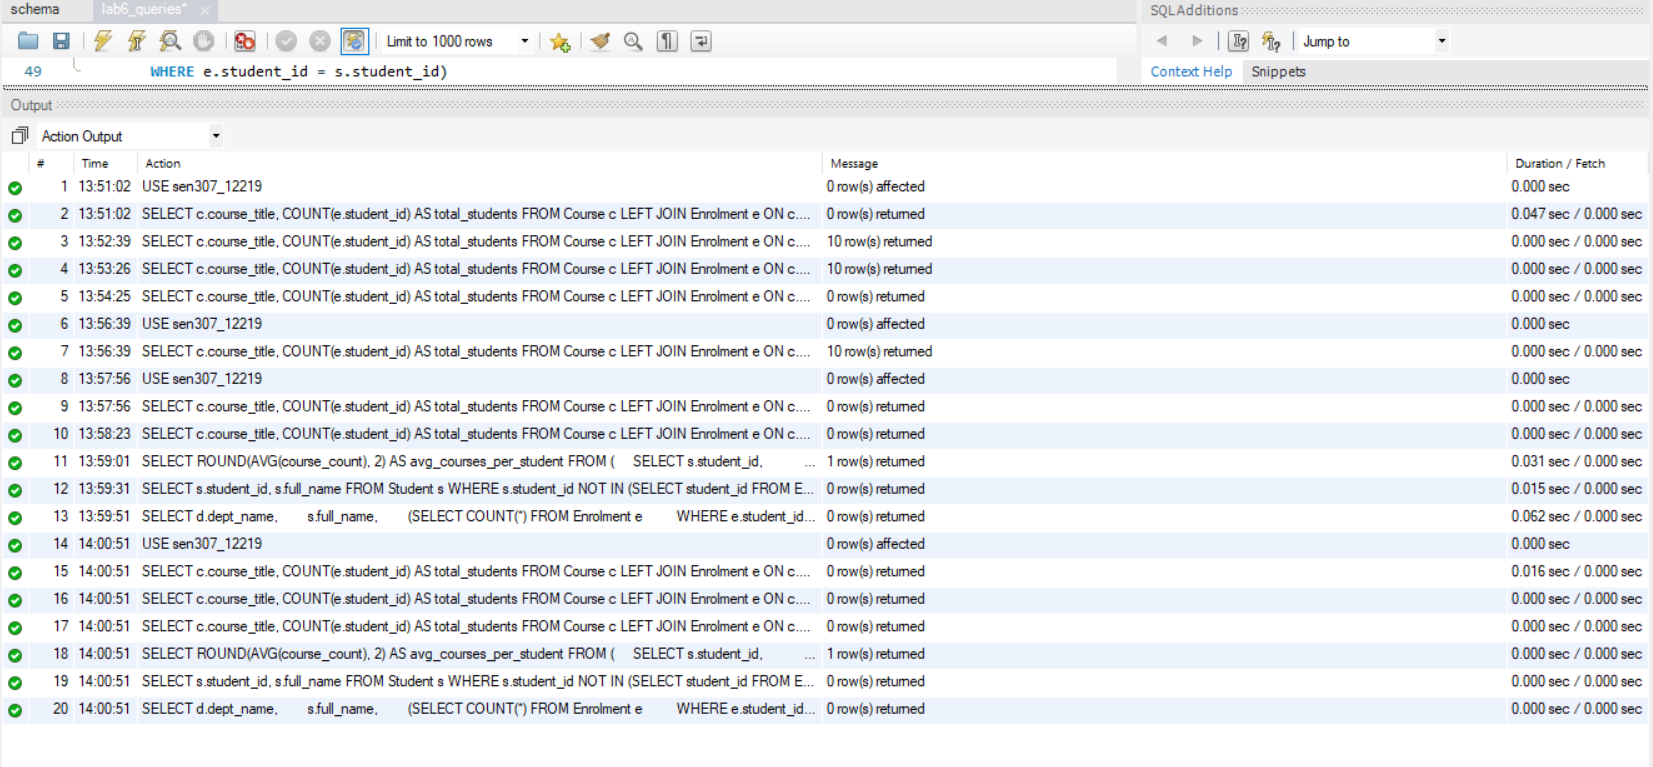 schema lab6_queries* × SQLAdditions
Limit to 1000 rows Jump to
49 WHERE e.student_id = s.student_id)
Context Help Snippets
Output
Action Output
# Time Action Message Duration / Fetch
1 13:51:02 USE sen307_12219 0 row(s) affected 0.000 sec
2 13:51:02 SELECT c.course_title, COUNT(e.student_id) AS total_students FROM Course c LEFT JOIN Enrolment e ON c.... 0 row(s) returned 0.047 sec / 0.000 sec
3 13:52:39 SELECT c.course_title, COUNT(e.student_id) AS total_students FROM Course c LEFT JOIN Enrolment e ON c.... 10 row(s) returned 0.000 sec / 0.000 sec
4 13:53:26 SELECT c.course_title, COUNT(e.student_id) AS total_students FROM Course c LEFT JOIN Enrolment e ON c.... 10 row(s) returned 0.000 sec / 0.000 sec
5 13:54:25 SELECT c.course_title, COUNT(e.student_id) AS total_students FROM Course c LEFT JOIN Enrolment e ON c.... 0 row(s) returned 0.000 sec / 0.000 sec
6 13:56:39 USE sen307_12219 0 row(s) affected 0.000 sec
7 13:56:39 SELECT c.course_title, COUNT(e.student_id) AS total_students FROM Course c LEFT JOIN Enrolment e ON c.... 10 row(s) returned 0.000 sec / 0.000 sec
8 13:57:56 USE sen307_12219 0 row(s) affected 0.000 sec
9 13:57:56 SELECT c.course_title, COUNT(e.student_id) AS total_students FROM Course c LEFT JOIN Enrolment e ON c.... 0 row(s) returned 0.000 sec / 0.000 sec
10 13:58:23 SELECT c.course_title, COUNT(e.student_id) AS total_students FROM Course c LEFT JOIN Enrolment e ON c.... 0 row(s) returned 0.000 sec / 0.000 sec
11 13:59:01 SELECT ROUND(AVG(course_count), 2) AS avg_courses_per_student FROM ( SELECT s.student_id, ... 1 row(s) returned 0.031 sec / 0.000 sec
12 13:59:31 SELECT s.student_id, s.full_name FROM Student s WHERE s.student_id NOT IN (SELECT student_id FROM E... 0 row(s) returned 0.015 sec / 0.000 sec
13 13:59:51 SELECT d.dept_name, s.full_name, (SELECT COUNT(*) FROM Enrolment e WHERE e.student_id... 0 row(s) returned 0.062 sec / 0.000 sec
14 14:00:51 USE sen307_12219 0 row(s) affected 0.000 sec
15 14:00:51 SELECT c.course_title, COUNT(e.student_id) AS total_students FROM Course c LEFT JOIN Enrolment e ON c.... 0 row(s) returned 0.016 sec / 0.000 sec
16 14:00:51 SELECT c.course_title, COUNT(e.student_id) AS total_students FROM Course c LEFT JOIN Enrolment e ON c.... 0 row(s) returned 0.000 sec / 0.000 sec
17 14:00:51 SELECT c.course_title, COUNT(e.student_id) AS total_students FROM Course c LEFT JOIN Enrolment e ON c.... 0 row(s) returned 0.000 sec / 0.000 sec
18 14:00:51 SELECT ROUND(AVG(course_count), 2) AS avg_courses_per_student FROM ( SELECT s.student_id, ... 1 row(s) returned 0.000 sec / 0.000 sec
19 14:00:51 SELECT s.student_id, s.full_name FROM Student s WHERE s.student_id NOT IN (SELECT student_id FROM E... 0 row(s) returned 0.000 sec / 0.000 sec
20 14:00:51 SELECT d.dept_name, s.full_name, (SELECT COUNT(*) FROM Enrolment e WHERE e.student_id... 0 row(s) returned 0.000 sec / 0.000 sec